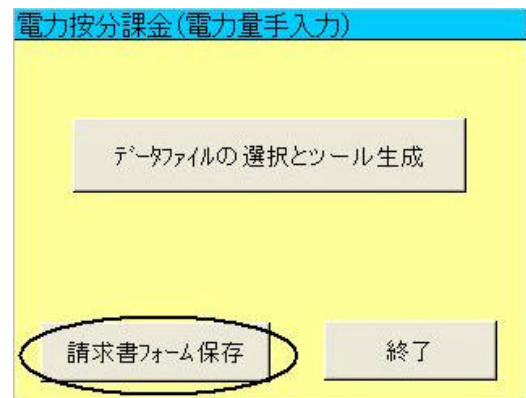 電力按分課金(電力量手入力)
データファイルの選択とツール生成
請求書フォーム保存
終了